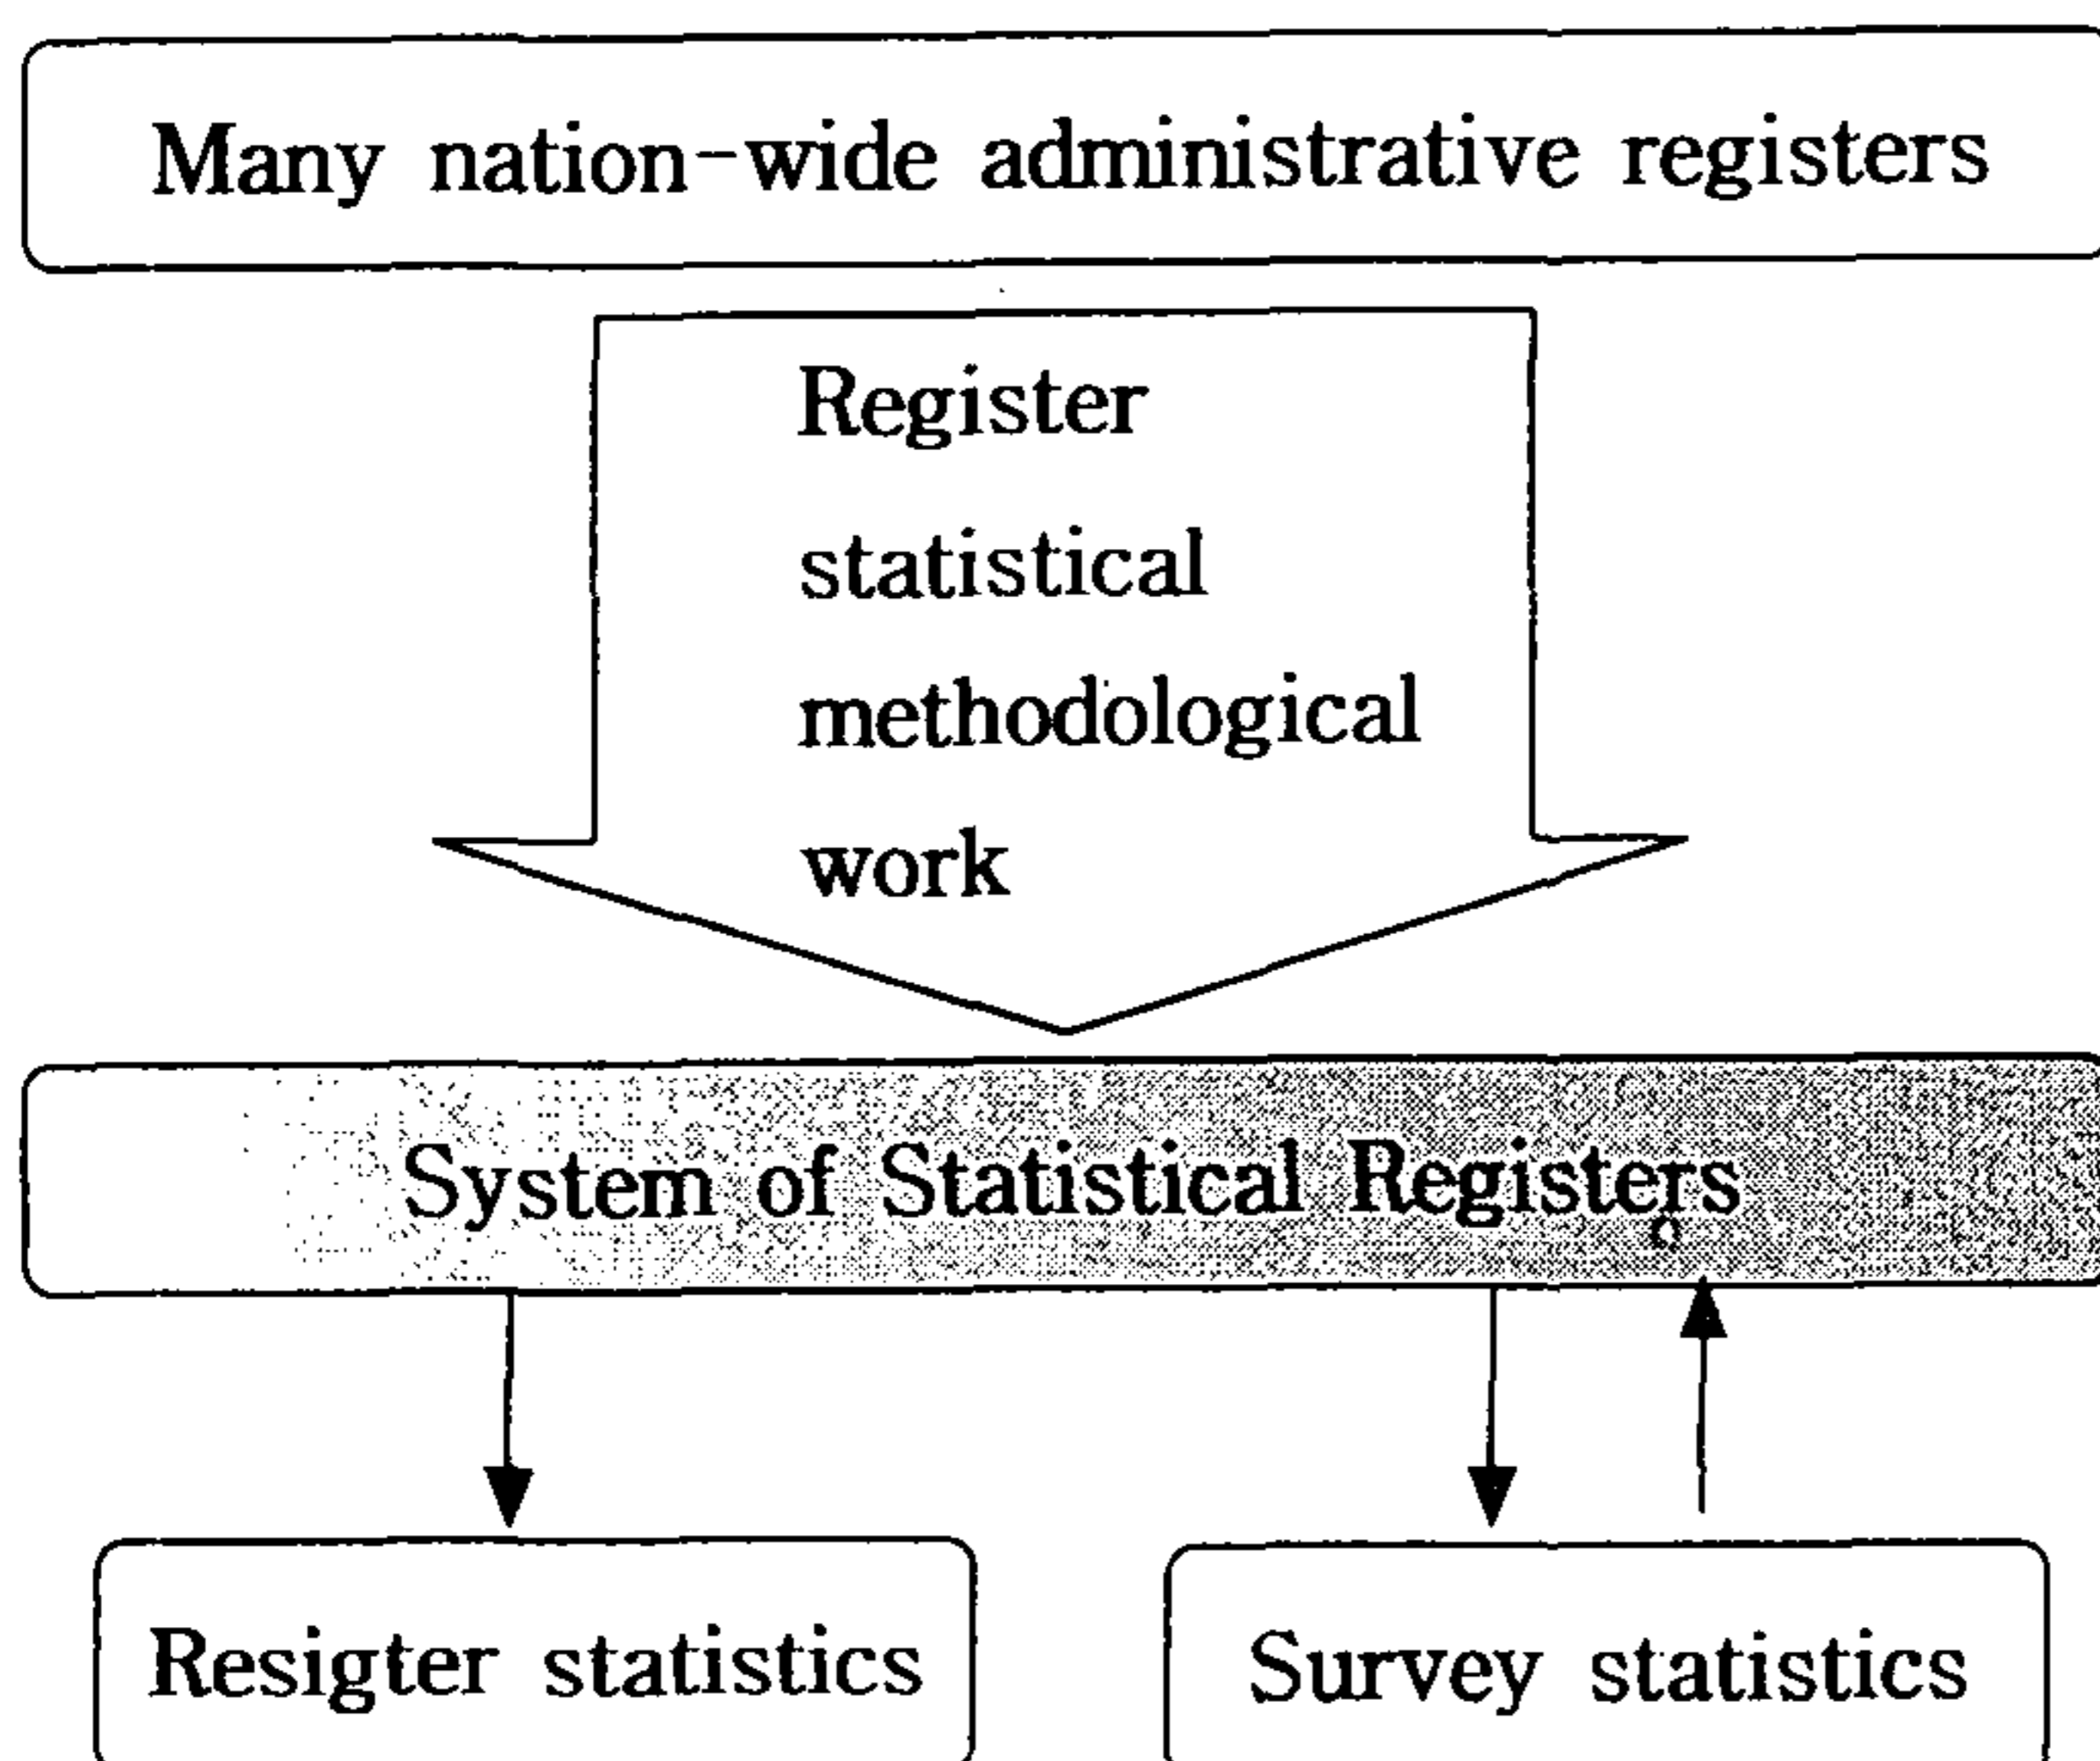 Many nation-wide administrative registers
Register
statistical
methodological
work
System of Statistical Registers
Resigter statistics
Survey statistics